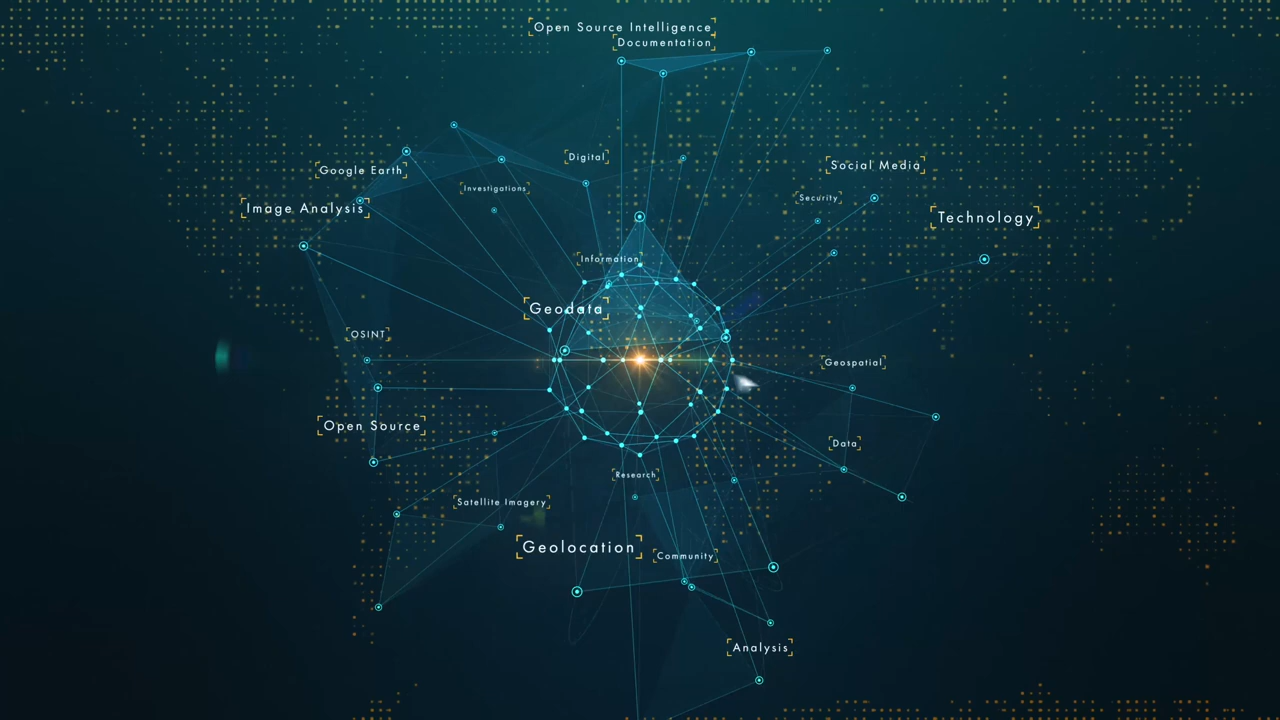 Open Source Intelligence
Documentation
Digital
Social Media
Google Earth
Investigations
Security
Image Analysis
Technology
Information
Geodata
OSINT
Geospatial
Open Source
Data
Research
Satellite Imagery
Geolocation
Community
Analysis